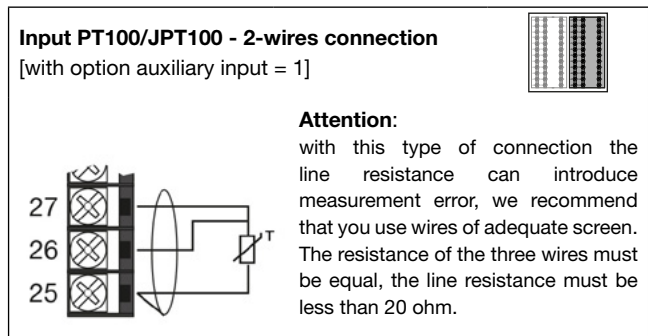 Input PT100/JPT100 - 2-wires connection
[with option auxiliary input = 1]
Attention:
with this type of connection the
line resistance can introduce
measurement error, we recommend
that you use wires of adequate screen.
The resistance of the three wires must
be equal, the line resistance must be
less than 20 ohm.
27
26
25
T